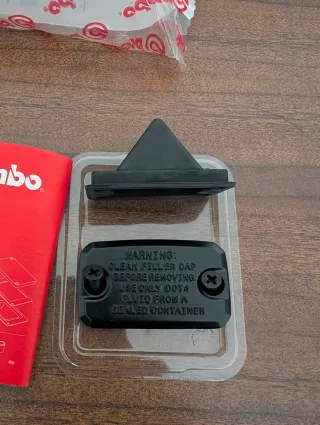 mbo
WARNING:
CLEAN FILLER CAP
BEFORE REMOVING
USE ONLY DOT4
FLUID FROM A
SEALED CONTAINER